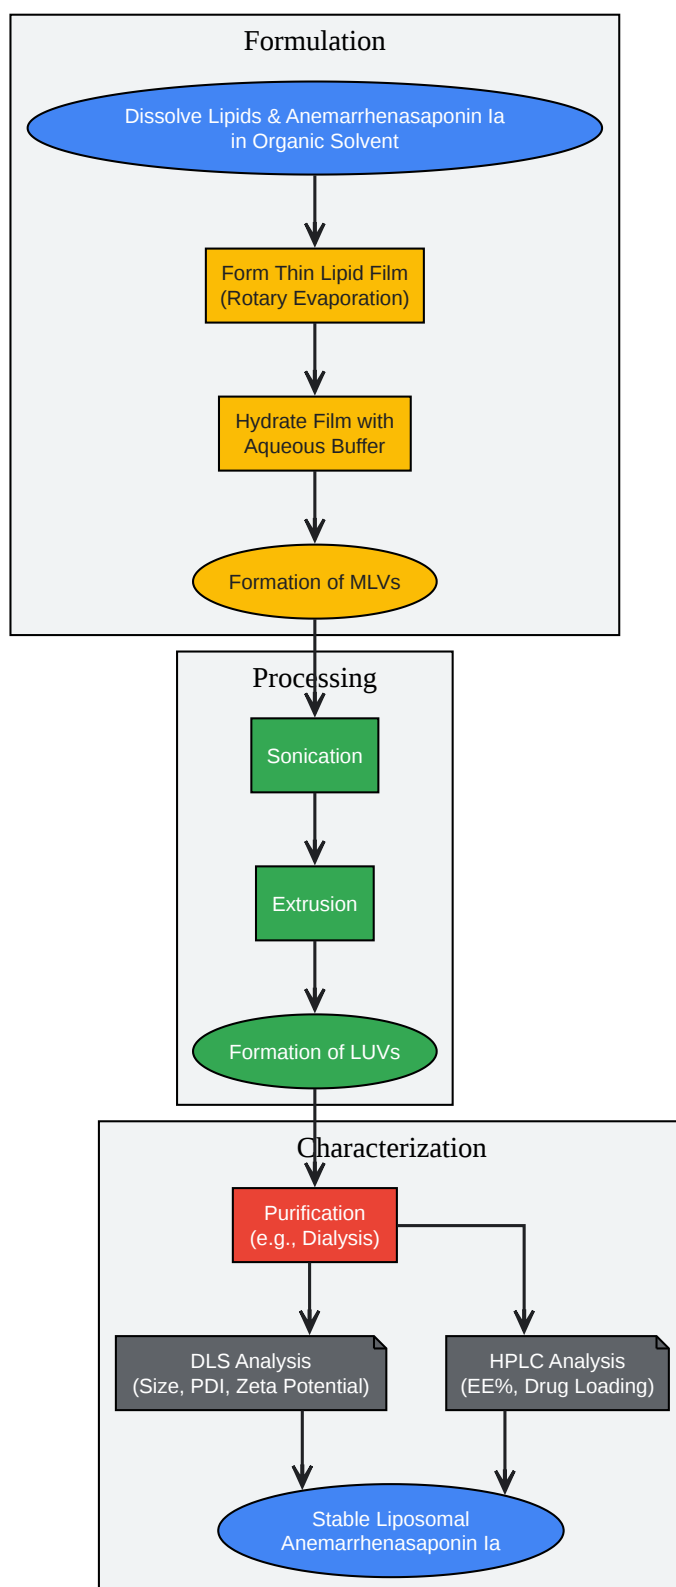 Formulation
Dissolve Lipids & Anemarrhenasaponin Ia
in Organic Solvent
Form Thin Lipid Film
(Rotary Evaporation)
Hydrate Film with
Aqueous Buffer
Formation of MLVs
Processing
Sonication
Extrusion
Formation of LUVs
Characterization
Purification
(e.g., Dialysis)
DLS Analysis
(Size, PDI, Zeta Potential)
HPLC Analysis
(EE%, Drug Loading)
Stable Liposomal
Anemarrhenasaponin Ia